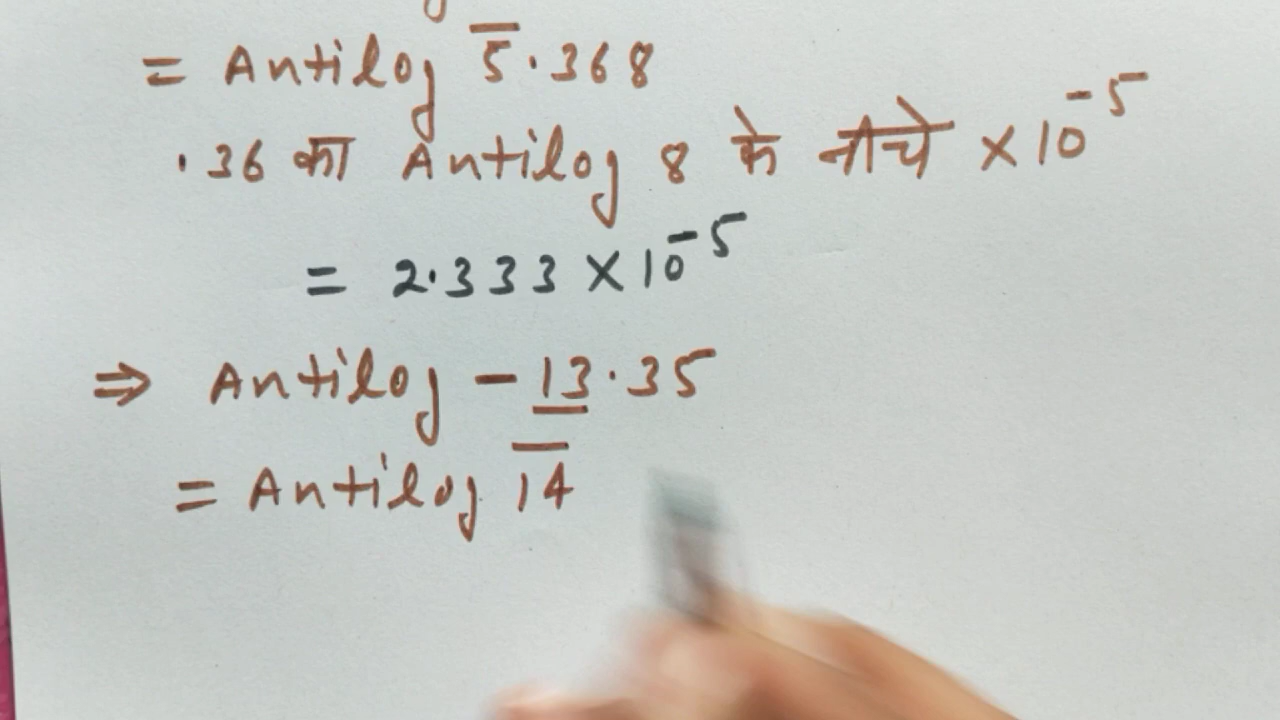 = Antilog 5̅.368
.36 का Antilog 8 के नीचे × 10⁻⁵
= 2.333 × 10⁻⁵
⇒ Antilog - 13.35
= Antilog 1̅4̅